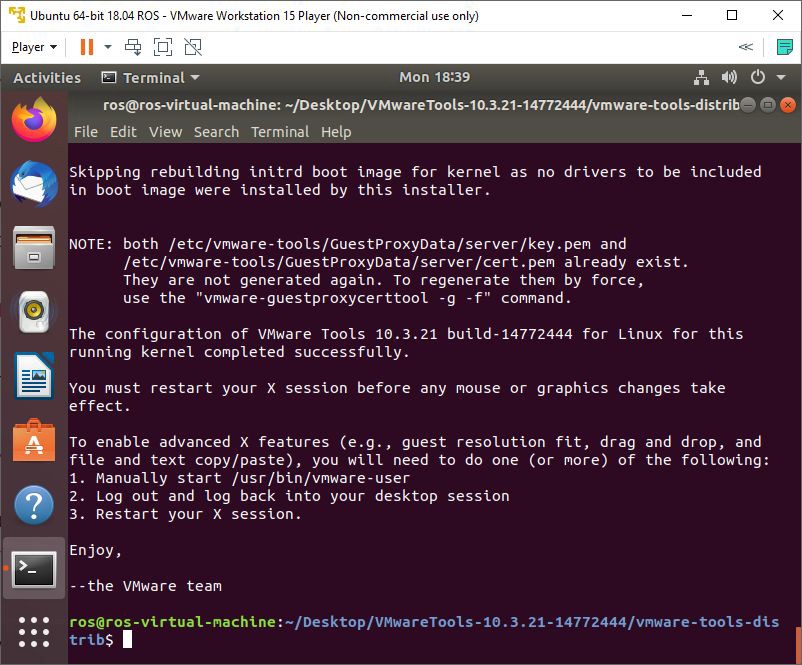 Ubuntu 64-bit 18.04 ROS - VMware Workstation 15 Player (Non-commercial use only)
Player
Activities Terminal Mon 18:39
ros@ros-virtual-machine: ~/Desktop/VMwareTools-10.3.21-14772444/vmware-tools-distrib
File Edit View Search Terminal Help
Skipping rebuilding initrd boot image for kernel as no drivers to be included
in boot image were installed by this installer.
NOTE: both /etc/vmware-tools/GuestProxyData/server/key.pem and
/etc/vmware-tools/GuestProxyData/server/cert.pem already exist.
They are not generated again. To regenerate them by force,
use the "vmware-guestproxycerttool -g -f" command.
The configuration of VMware Tools 10.3.21 build-14772444 for Linux for this
running kernel completed successfully.
You must restart your X session before any mouse or graphics changes take
effect.
To enable advanced X features (e.g., guest resolution fit, drag and drop, and
file and text copy/paste), you will need to do one (or more) of the following:
1. Manually start /usr/bin/vmware-user
2. Log out and log back into your desktop session
3. Restart your X session.
Enjoy,
--the VMware team
ros@ros-virtual-machine:~/Desktop/VMwareTools-10.3.21-14772444/vmware-tools-dis
trib$